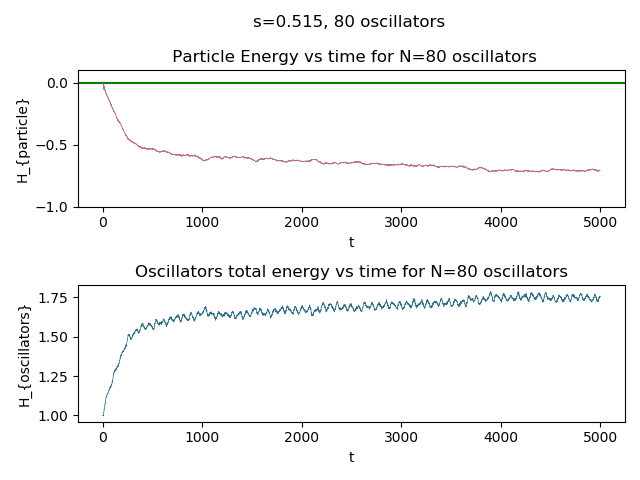 s=0.515, 80 oscillators
Particle Energy vs time for N=80 oscillators
0.0
−0.5
−1.0
H_{particle}
0 1000 2000 3000 4000 5000
t
Oscillators total energy vs time for N=80 oscillators
1.75
1.50
1.25
1.00
H_{oscillators}
0 1000 2000 3000 4000 5000
t